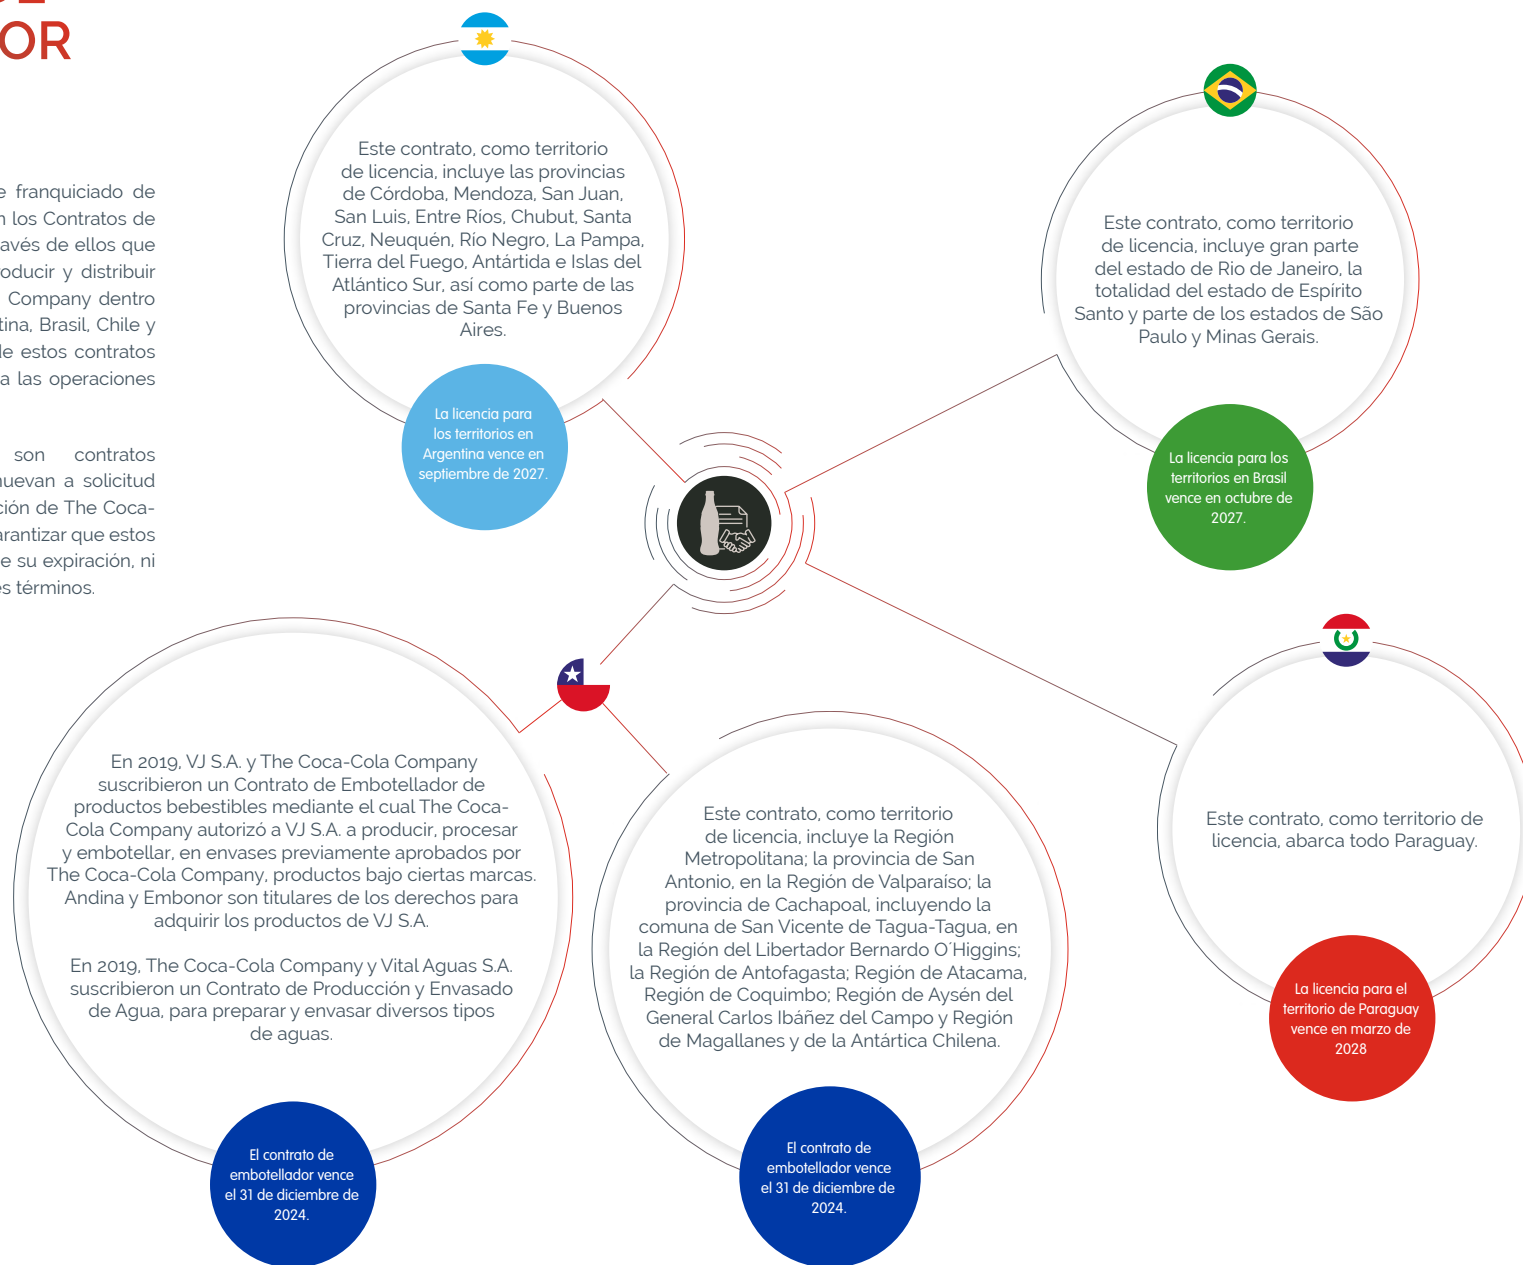 OR
franquiciado de
los Contratos de
través de ellos que
producir y distribuir
Company dentro
Brasil, Chile y
de estos contratos
a las operaciones
son contratos
a solicitud
de The Coca-
garantizar que estos
de su expiración, ni
términos.
Este contrato, como territorio
de licencia, incluye las provincias
de Córdoba, Mendoza, San Juan,
San Luis, Entre Ríos, Chubut, Santa
Cruz, Neuquén, Río Negro, La Pampa,
Tierra del Fuego, Antártida e Islas del
Atlántico Sur, así como parte de las
provincias de Santa Fe y Buenos
Aires.
La licencia para
los territorios en
Argentina vence en
septiembre de 2027.
Este contrato, como territorio
de licencia, incluye gran parte
del estado de Rio de Janeiro, la
totalidad del estado de Espírito
Santo y parte de los estados de São
Paulo y Minas Gerais.
La licencia para los
territorios en Brasil
vence en octubre de
2027.
En 2019, VJ S.A. y The Coca-Cola Company
suscribieron un Contrato de Embotellador de
productos bebestibles mediante el cual The Coca-
Cola Company autorizó a VJ S.A. a producir, procesar
y embotellar, en envases previamente aprobados por
The Coca-Cola Company, productos bajo ciertas marcas.
Andina y Embonor son titulares de los derechos para
adquirir los productos de VJ S.A.
En 2019, The Coca-Cola Company y Vital Aguas S.A.
suscribieron un Contrato de Producción y Envasado
de Agua, para preparar y envasar diversos tipos
de aguas.
El contrato de
embotellador vence
el 31 de diciembre de
2024.
Este contrato, como territorio
de licencia, incluye la Región
Metropolitana; la provincia de San
Antonio, en la Región de Valparaíso; la
provincia de Cachapoal, incluyendo la
comuna de San Vicente de Tagua-Tagua, en
la Región del Libertador Bernardo O´Higgins;
la Región de Antofagasta; Región de Atacama,
Región de Coquimbo; Región de Aysén del
General Carlos Ibáñez del Campo y Región
de Magallanes y de la Antártica Chilena.
El contrato de
embotellador vence
el 31 de diciembre de
2024.
Este contrato, como territorio de
licencia, abarca todo Paraguay.
La licencia para el
territorio de Paraguay
vence en marzo de
2028